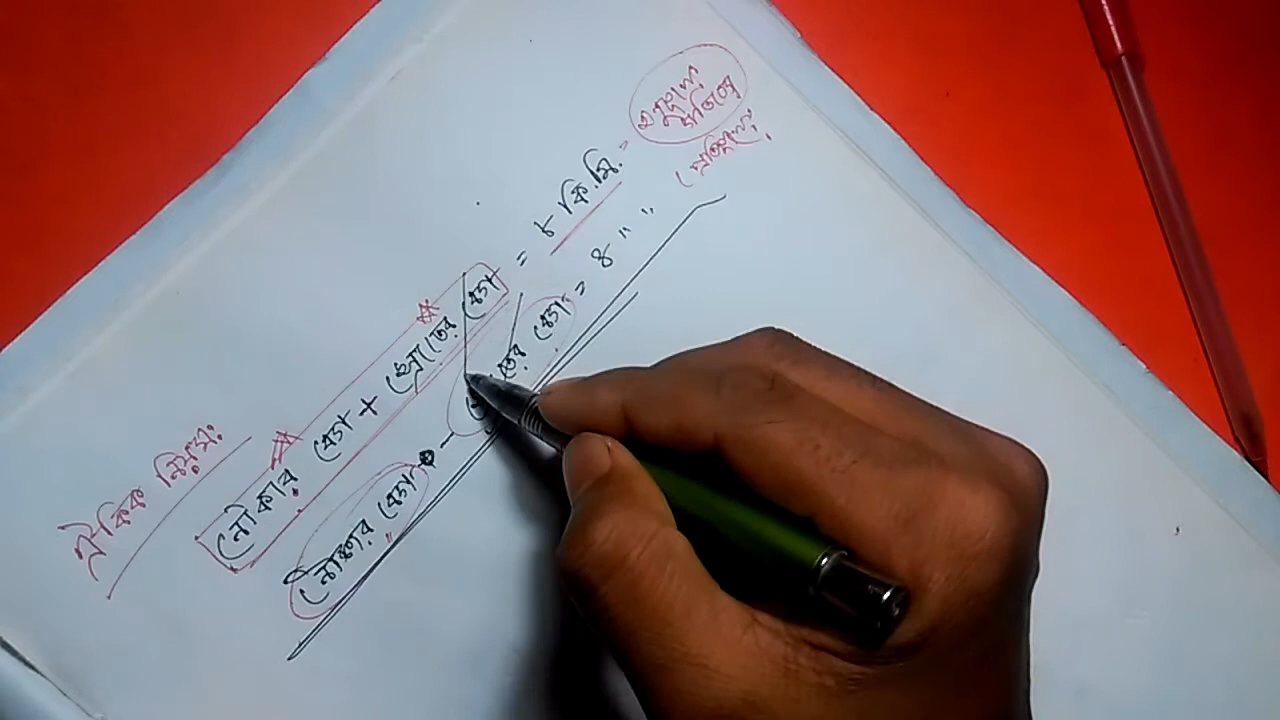 ঐকিক নিয়ম:
নৌকার বেগ + স্রোতের বেগ = ৮ কি.মি. =
নৌকার বেগ - তের বেগ = ৪ "
অনুকূলে
প্রতিকূলে: